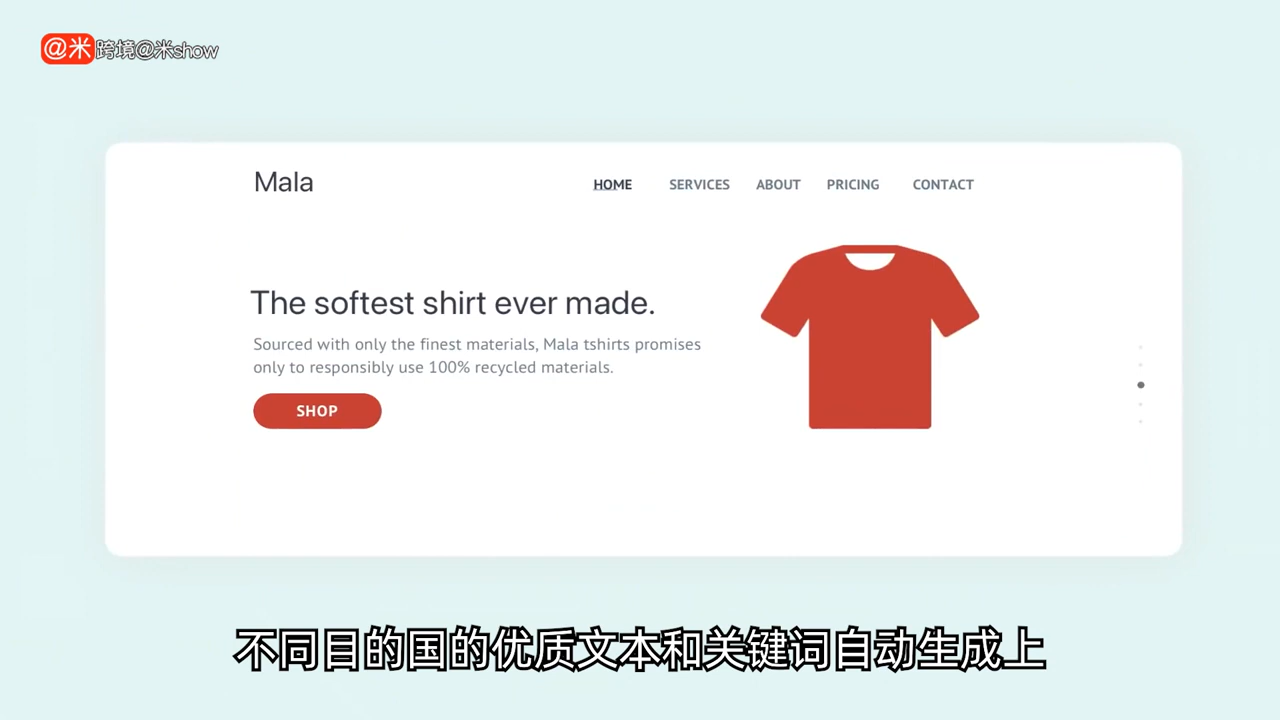 @米 跨境@米show
Mala
HOME SERVICES ABOUT PRICING CONTACT
The softest shirt ever made.
Sourced with only the finest materials, Mala tshirts promises
only to responsibly use 100% recycled materials.
SHOP
不同目的国的优质文本和关键词自动生成上